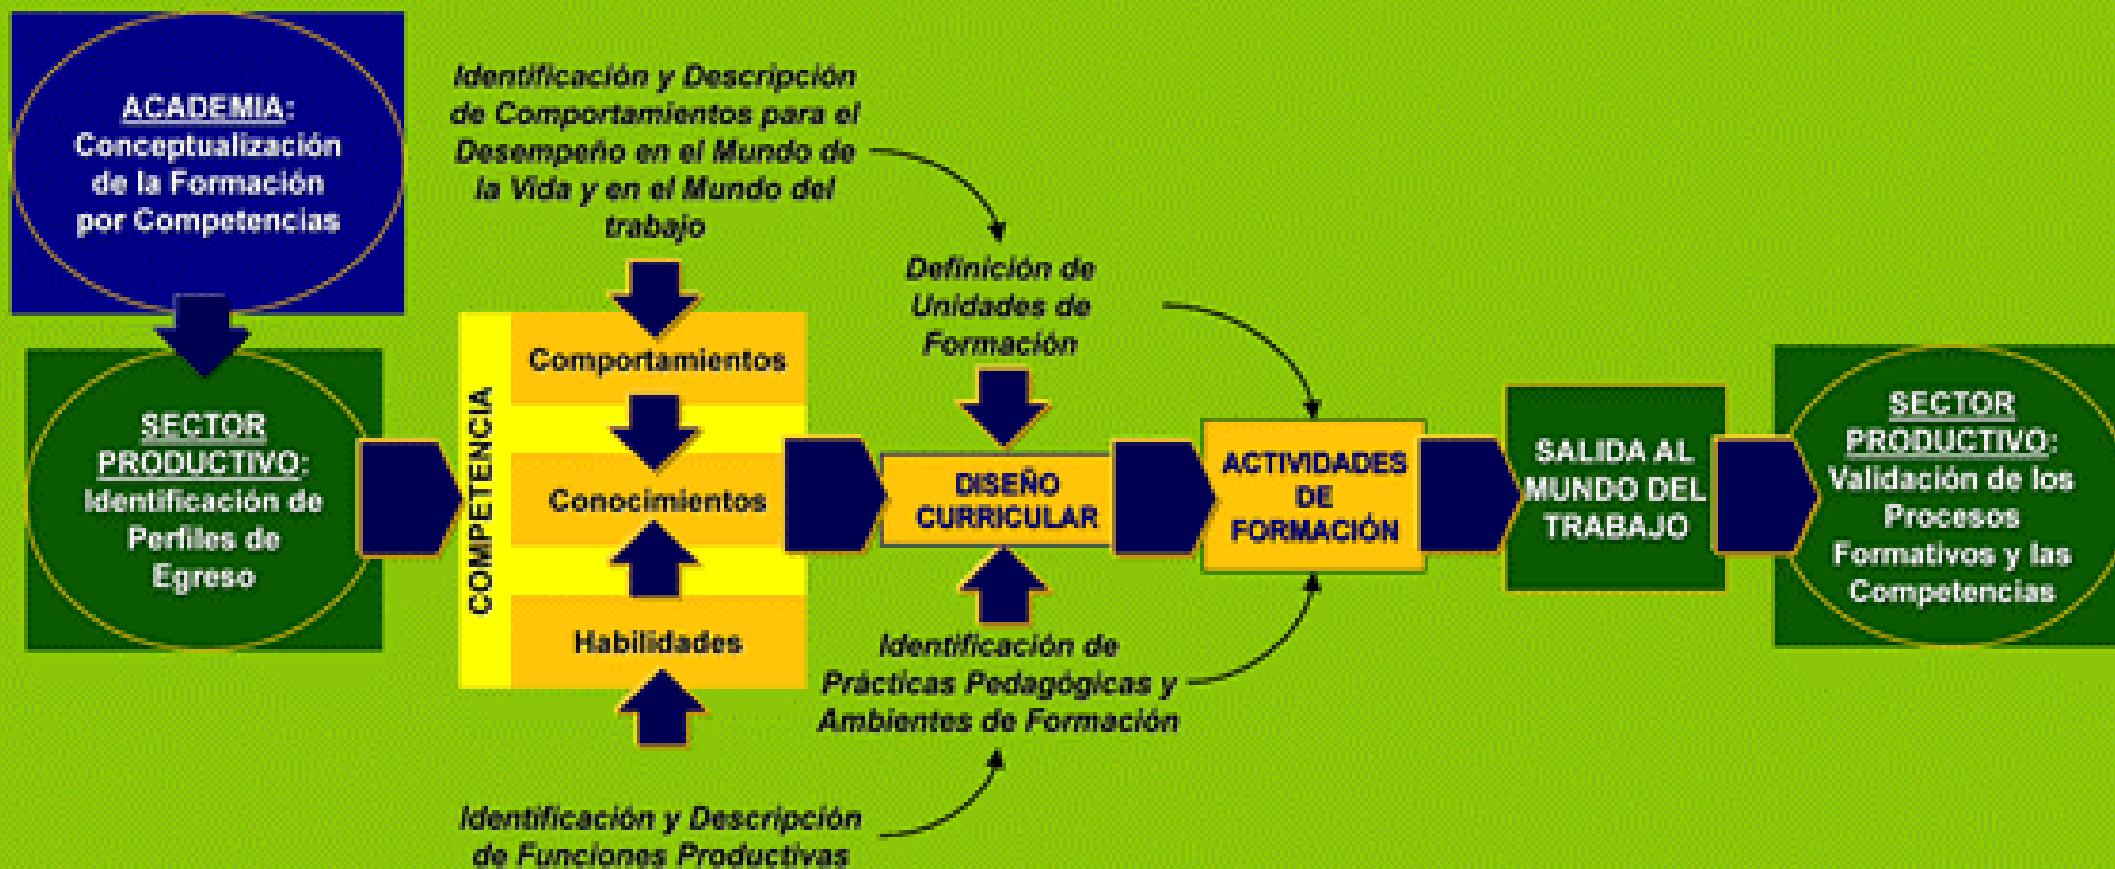 ACADEMIA:
Conceptualización
de la Formación
por Competencias
SECTOR
PRODUCTIVO:
Identificación de
Perfiles de
Egreso
Identificación y Descripción
de Comportamientos para el
Desempeño en el Mundo de
la Vida y en el Mundo del
trabajo
COMPETENCIA
Comportamientos
Conocimientos
Habilidades
Identificación y Descripción
de Funciones Productivas
Definición de
Unidades de
Formación
DISEÑO
CURRICULAR
Identificación de
Prácticas Pedagógicas y
Ambientes de Formación
ACTIVIDADES
DE
FORMACIÓN
SALIDA AL
MUNDO DEL
TRABAJO
SECTOR
PRODUCTIVO:
Validación de los
Procesos
Formativos y las
Competencias